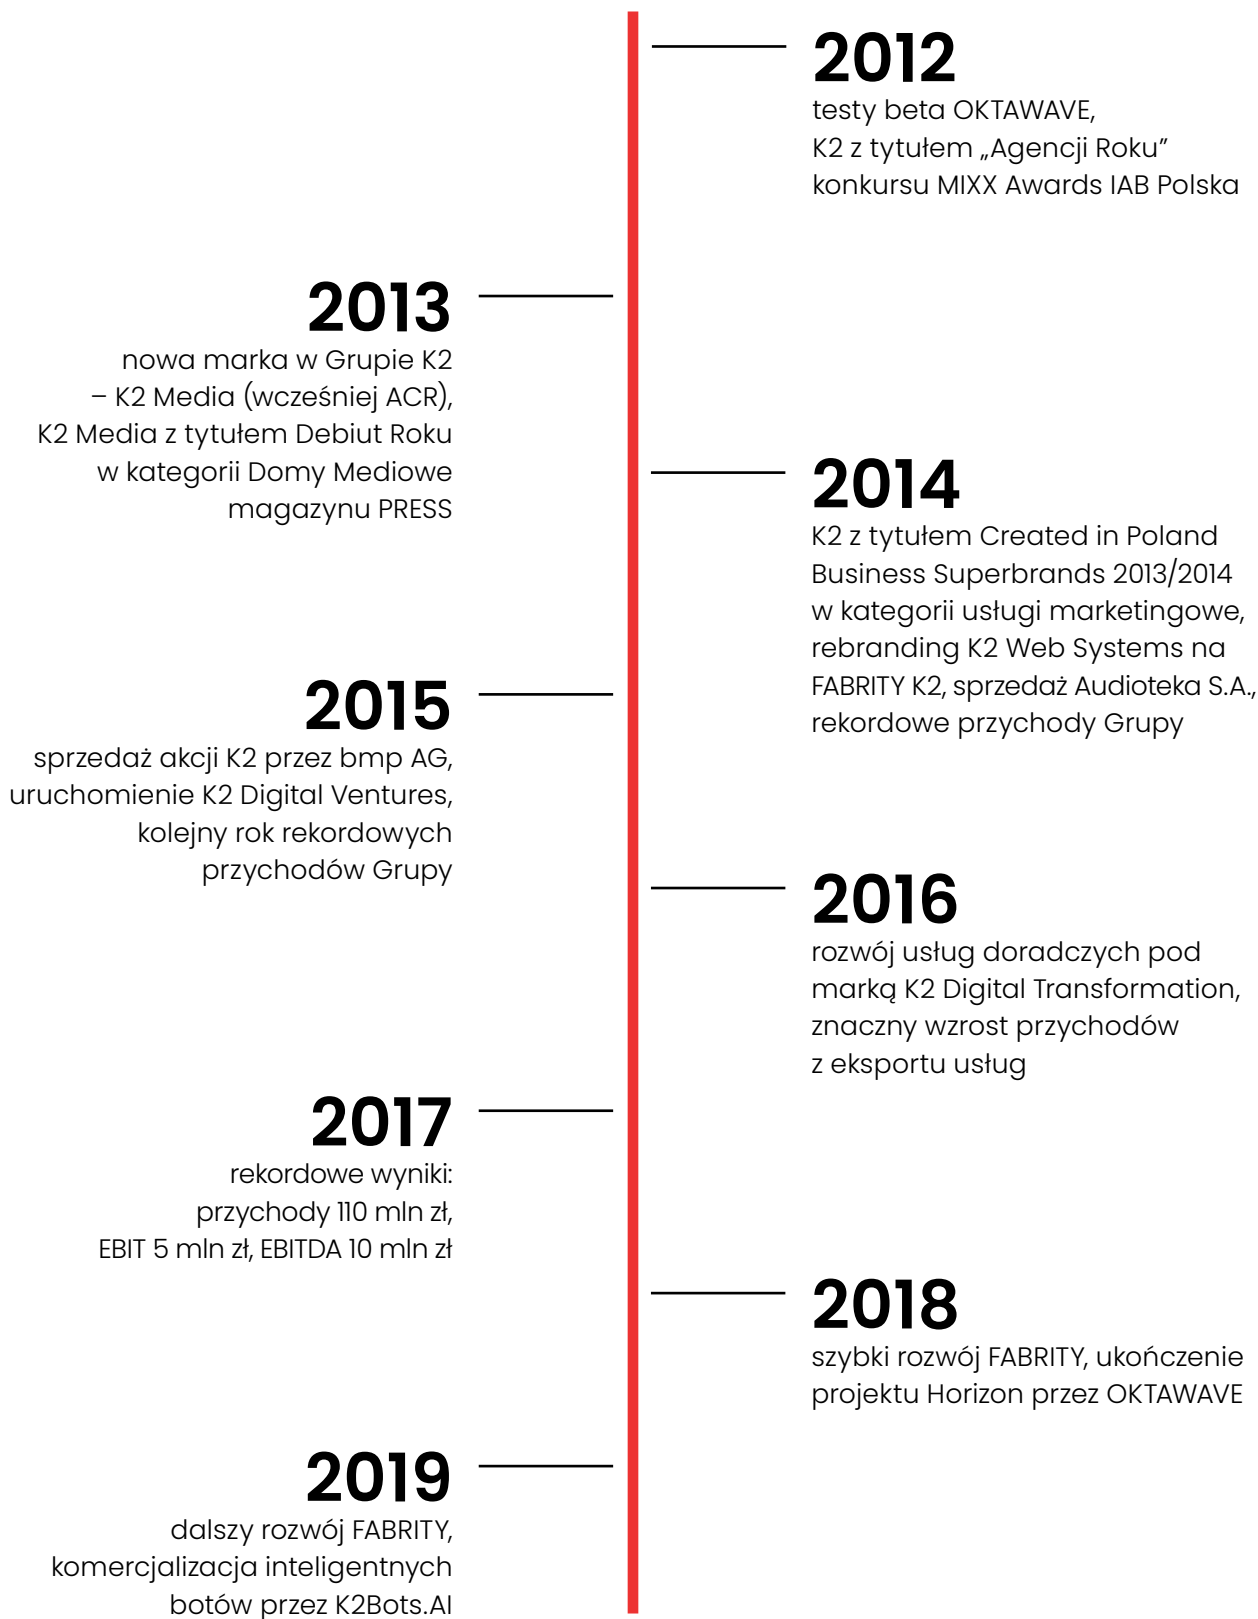 2012
testy beta OKTAWAVE,
K2 z tytułem „Agencji Roku”
konkursu MIXX Awards IAB Polska
2013
nowa marka w Grupie K2
– K2 Media (wcześniej ACR),
K2 Media z tytułem Debiut Roku
w kategorii Domy Mediowe
magazynu PRESS
2014
K2 z tytułem Created in Poland
Business Superbrands 2013/2014
w kategorii usługi marketingowe,
rebranding K2 Web Systems na
FABRITY K2, sprzedaż Audioteka S.A.,
rekordowe przychody Grupy
2015
sprzedaż akcji K2 przez bmp AG,
uruchomienie K2 Digital Ventures,
kolejny rok rekordowych
przychodów Grupy
2016
rozwój usług doradczych pod
marką K2 Digital Transformation,
znaczny wzrost przychodów
z eksportu usług
2017
rekordowe wyniki:
przychody 110 mln zł,
EBIT 5 mln zł, EBITDA 10 mln zł
2018
szybki rozwój FABRITY, ukończenie
projektu Horizon przez OKTAWAVE
2019
dalszy rozwój FABRITY,
komercjalizacja inteligentnych
botów przez K2Bots.AI